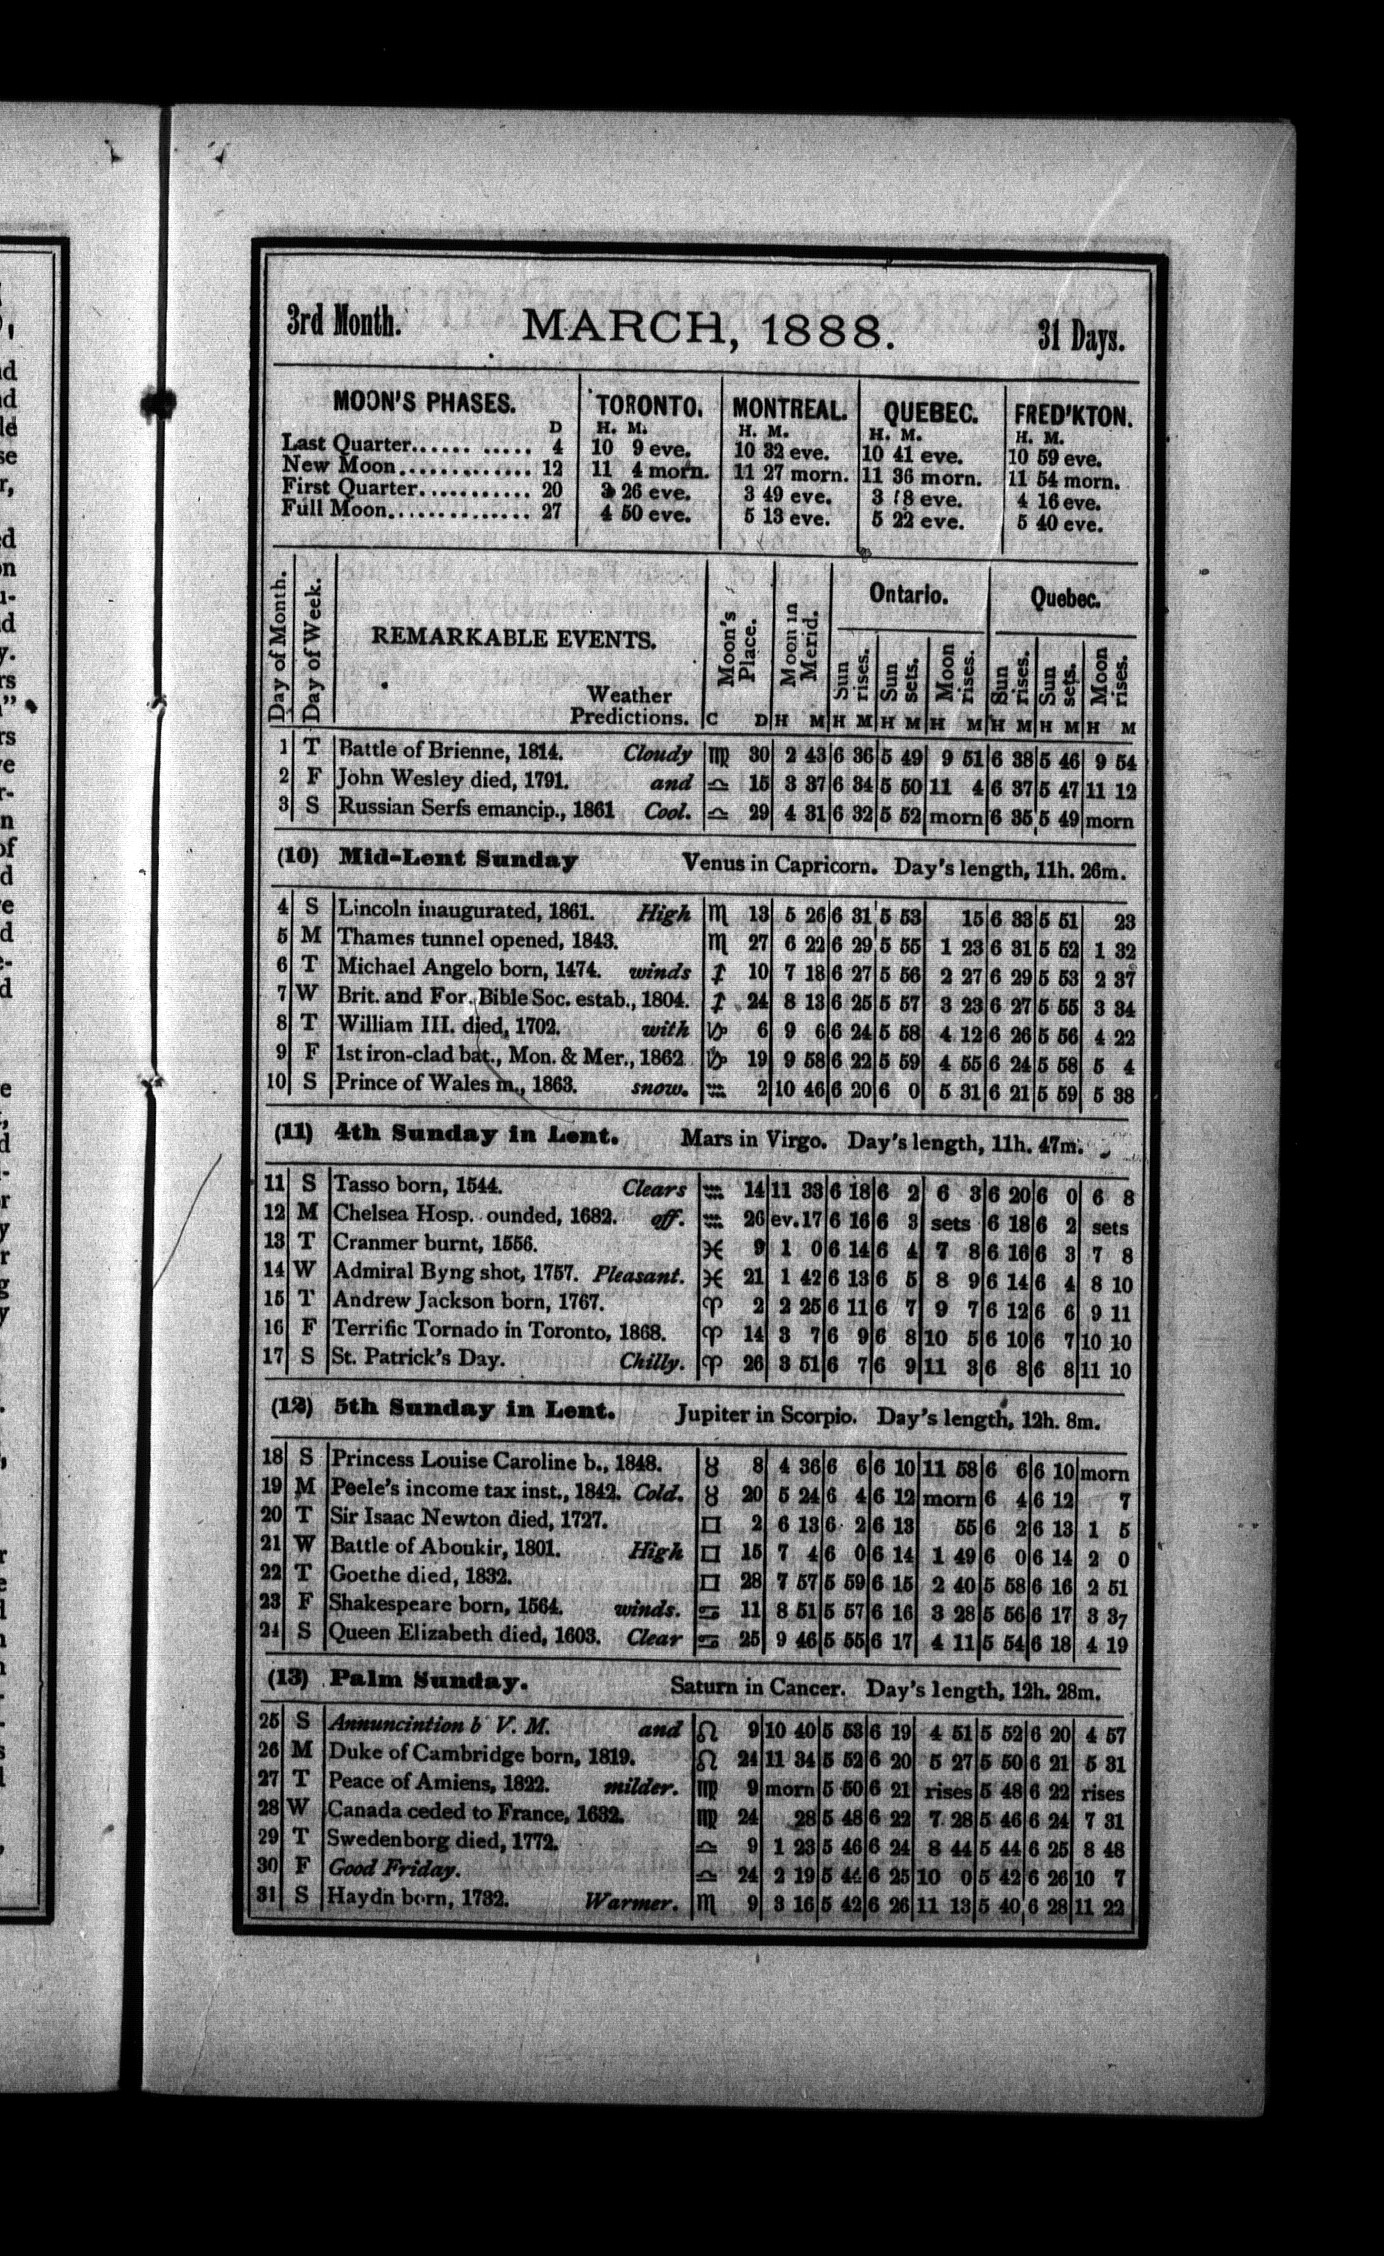 3rd Month. MARCH, 1888. 31 Days.
MOON'S PHASES. TORONTO. MONTREAL. QUEBEC. FRED'KTON.
D H. M. H. M. H. M. H. M.
Last Quarter........... 4 10 9 eve. 10 32 eve. 10 41 eve. 10 59 eve.
New Moon............. 12 11 4 morn. 11 27 morn. 11 36 morn. 11 54 morn.
First Quarter........... 20 3 26 eve. 3 49 eve. 3 8 eve. 4 16 eve.
Full Moon.............. 27 4 50 eve. 5 13 eve. 5 22 eve. 5 40 eve.
Day of Month. Day of Week. REMARKABLE EVENTS. Weather Predictions. Moon's Place. Moon in Merid. Ontario. Quebec.
Sun rises. Sun sets. Moon rises. Sun rises. Sun sets. Moon rises.
C D H M H M H M H M H M H M H M
1 T Battle of Brienne, 1814. Cloudy ♍ 30 2 43 6 36 5 49 9 51 6 38 5 46 9 54
2 F John Wesley died, 1791. and ♎ 15 3 37 6 34 5 50 11 4 6 37 5 47 11 12
3 S Russian Serfs emancip., 1861 Cool. ♎ 29 4 31 6 32 5 52 morn 6 35 5 49 morn
(10) Mid-Lent Sunday Venus in Capricorn. Day's length, 11h. 26m.
4 S Lincoln inaugurated, 1861. High ♏ 13 5 26 6 31 5 53 15 6 33 5 51 23
5 M Thames tunnel opened, 1843. ♏ 27 6 22 6 29 5 55 1 23 6 31 5 52 1 32
6 T Michael Angelo born, 1474. winds ♐ 10 7 18 6 27 5 56 2 27 6 29 5 53 2 37
7 W Brit. and For. Bible Soc. estab., 1804. ♐ 24 8 13 6 25 5 57 3 23 6 27 5 55 3 34
8 T William III. died, 1702. with ♑ 6 9 6 6 24 5 58 4 12 6 26 5 56 4 22
9 F 1st iron-clad bat., Mon. & Mer., 1862 ♑ 19 9 58 6 22 5 59 4 55 6 24 5 58 5 4
10 S Prince of Wales m., 1863. snow. ♒ 2 10 46 6 20 6 0 5 31 6 21 5 59 5 38
(11) 4th Sunday in Lent. Mars in Virgo. Day's length, 11h. 47m.
11 S Tasso born, 1544. Clears ♒ 14 11 33 6 18 6 2 6 3 6 20 6 0 6 8
12 M Chelsea Hosp. ounded, 1682. off. ♒ 26 ev. 17 6 16 6 3 sets 6 18 6 2 sets
13 T Cranmer burnt, 1556. ♓ 9 1 0 6 14 6 4 7 8 6 16 6 3 7 8
14 W Admiral Byng shot, 1757. Pleasant. ♓ 21 1 42 6 13 6 5 8 9 6 14 6 4 8 10
15 T Andrew Jackson born, 1767. ♈ 2 2 25 6 11 6 7 9 7 6 12 6 6 9 11
16 F Terrific Tornado in Toronto, 1868. ♈ 14 3 7 6 9 6 8 10 5 6 10 6 7 10 10
17 S St. Patrick's Day. Chilly. ♈ 26 3 51 6 7 6 9 11 3 6 8 6 8 11 10
(12) 5th Sunday in Lent. Jupiter in Scorpio. Day's length, 12h. 8m.
18 S Princess Louise Caroline b., 1848. ♉ 8 4 36 6 6 6 10 11 58 6 6 6 10 morn
19 M Peele's income tax inst., 1842. Cold. ♉ 20 5 24 6 4 6 12 morn 6 4 6 12 7
20 T Sir Isaac Newton died, 1727. ♊ 2 6 13 6 2 6 13 55 6 2 6 13 1 5
21 W Battle of Aboukir, 1801. High ♊ 15 7 4 6 0 6 14 1 49 6 0 6 14 2 0
22 T Goethe died, 1832. ♊ 28 7 57 5 59 6 15 2 40 5 58 6 16 2 51
23 F Shakespeare born, 1564. winds. ♋ 11 8 51 5 57 6 16 3 28 5 56 6 17 3 37
24 S Queen Elizabeth died, 1603. Clear ♋ 25 9 46 5 55 6 17 4 11 5 54 6 18 4 19
(13) Palm Sunday. Saturn in Cancer. Day's length, 12h. 28m.
25 S Annuncintion b V. M. and ♌ 9 10 40 5 53 6 19 4 51 5 52 6 20 4 57
26 M Duke of Cambridge born, 1819. ♌ 24 11 34 5 52 6 20 5 27 5 50 6 21 5 31
27 T Peace of Amiens, 1822. milder. ♍ 9 morn 5 50 6 21 rises 5 48 6 22 rises
28 W Canada ceded to France, 1632. ♍ 24 28 5 48 6 22 7 28 5 46 6 24 7 31
29 T Swedenborg died, 1772. ♎ 9 1 23 5 46 6 24 8 44 5 44 6 25 8 48
30 F Good Friday. ♎ 24 2 19 5 44 6 25 10 0 5 42 6 26 10 7
31 S Haydn born, 1732. Warmer. ♏ 9 3 16 5 42 6 26 11 13 5 40 6 28 11 22